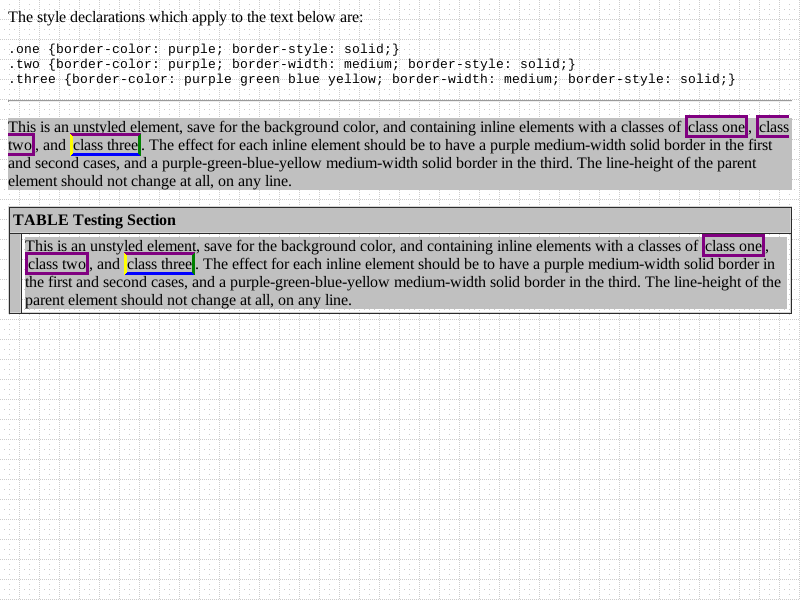 The style declarations which apply to the text below are:
.one {border-color: purple; border-style: solid;}
.two {border-color: purple; border-width: medium; border-style: solid;}
.three {border-color: purple green blue yellow; border-width: medium; border-style: solid;}
This is an unstyled element, save for the background color, and containing inline elements with a classes of class one, class
two, and class three. The effect for each inline element should be to have a purple medium-width solid border in the first
and second cases, and a purple-green-blue-yellow medium-width solid border in the third. The line-height of the parent
element should not change at all, on any line.
TABLE Testing Section
This is an unstyled element, save for the background color, and containing inline elements with a classes of class one,
class two, and class three. The effect for each inline element should be to have a purple medium-width solid border in
the first and second cases, and a purple-green-blue-yellow medium-width solid border in the third. The line-height of the
parent element should not change at all, on any line.